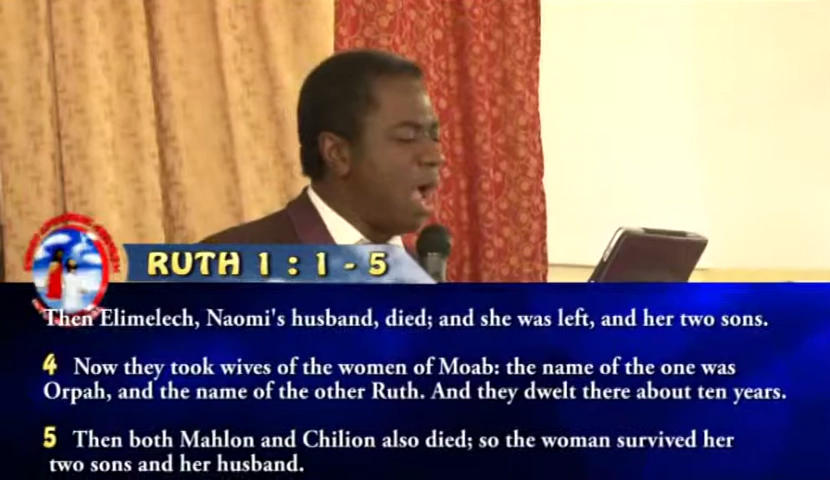 RUTH 1 : 1 - 5
Then Elimelech, Naomi's husband, died; and she was left, and her two sons.
4 Now they took wives of the women of Moab: the name of the one was
Orpah, and the name of the other Ruth. And they dwelt there about ten years.
5 Then both Mahlon and Chilion also died; so the woman survived her
two sons and her husband.